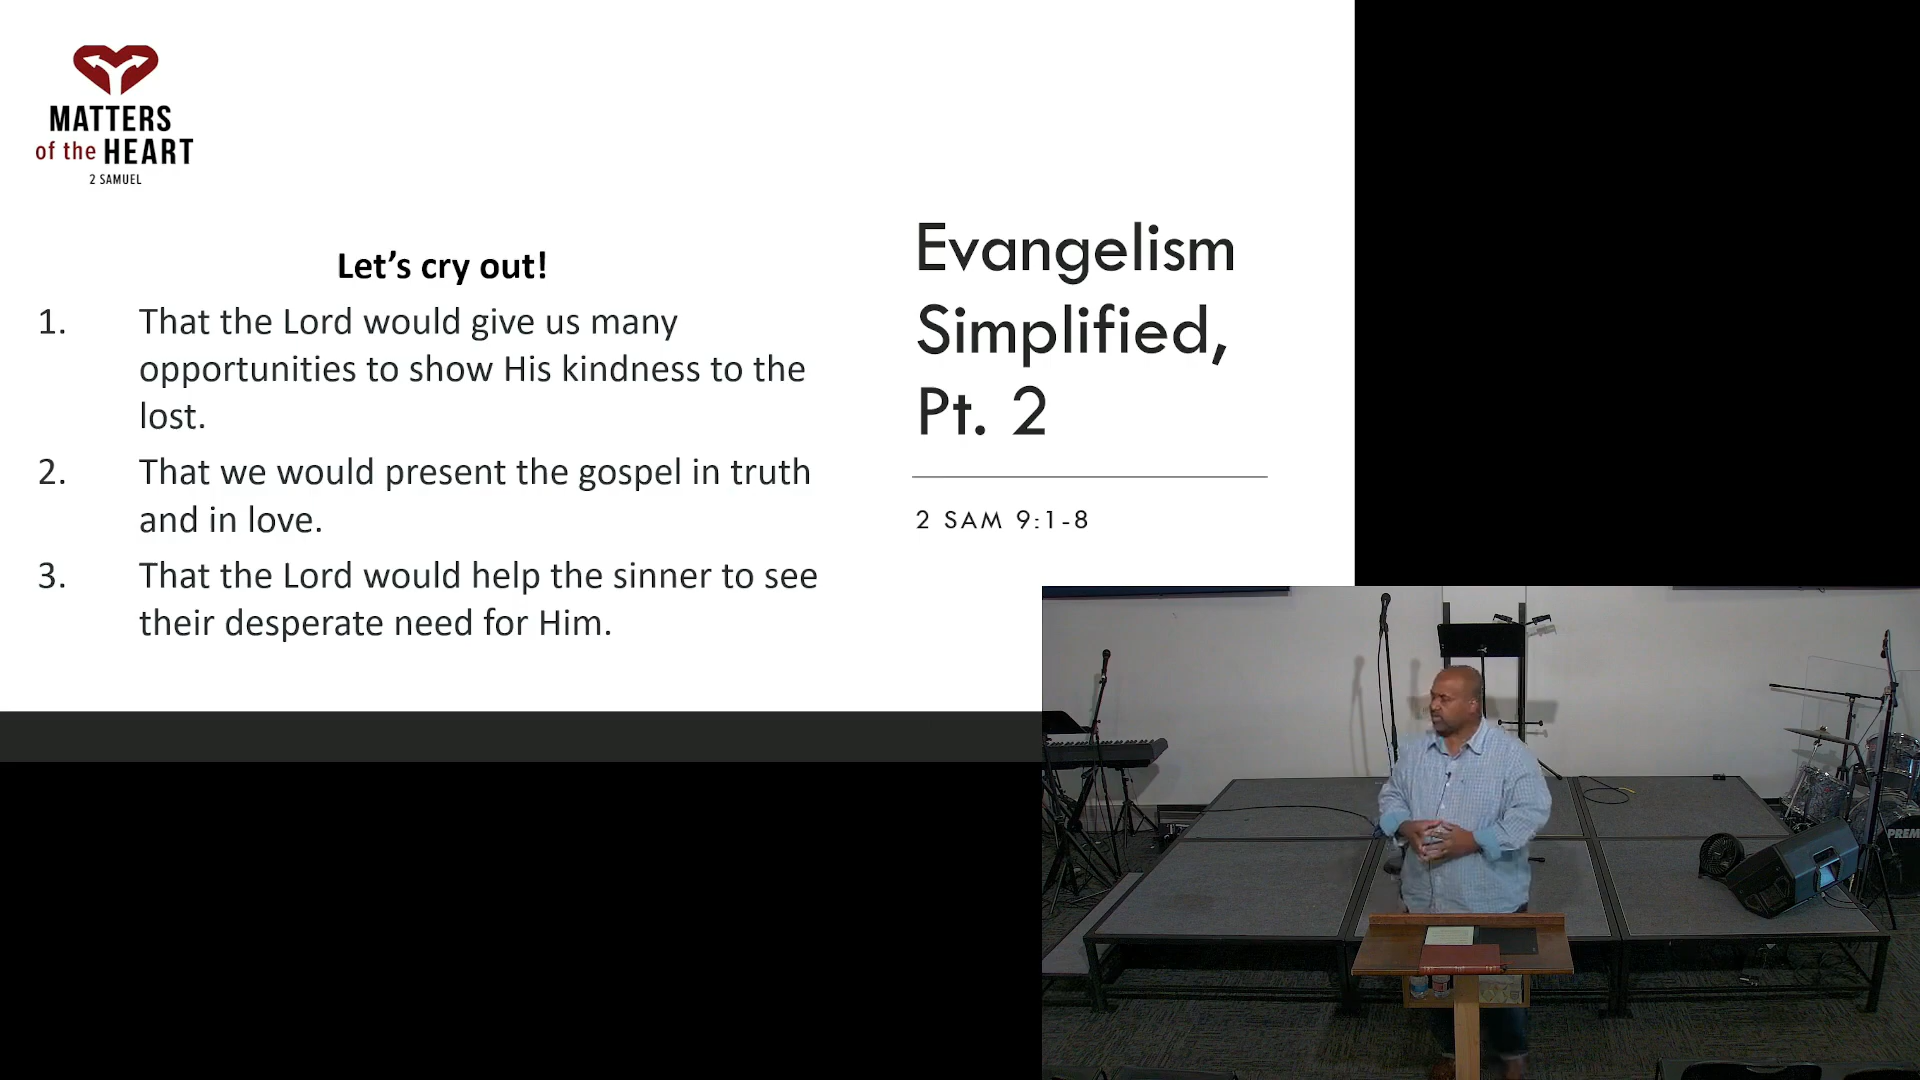 MATTERS
of the HEART
2 SAMUEL
Let's cry out!
1. That the Lord would give us many
opportunities to show His kindness to the
lost.
2. That we would present the gospel in truth
and in love.
3. That the Lord would help the sinner to see
their desperate need for Him.
Evangelism
Simplified,
Pt. 2
2 SAM 9:1-8
PREM